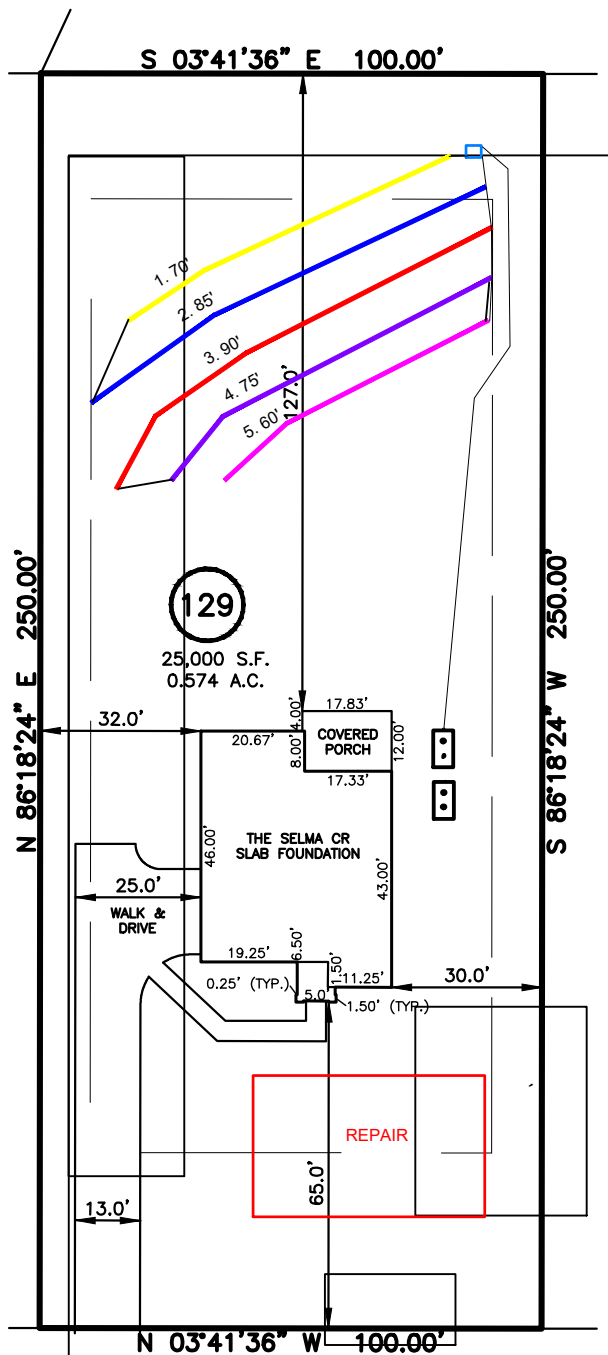 S 03°41'36" E 100.00'
1. 70'
2. 85'
3. 90'
4. 75'
5. 60'
127.0'
N 86°18'24" E 250.00'
S 86°18'24" W 250.00'
129
25,000 S.F.
0.574 A.C.
32.0'
20.67'
4.00'
17.83'
8.00'
COVERED
PORCH
12.00'
17.33'
46.00'
THE SELMA CR
SLAB FOUNDATION
43.00'
25.0'
WALK &
DRIVE
19.25'
6.50'
1.50'
11.25'
30.0'
0.25' (TYP.)
5.0'
1.50' (TYP.)
REPAIR
65.0'
13.0'
N 03°41'36" W 100.00'